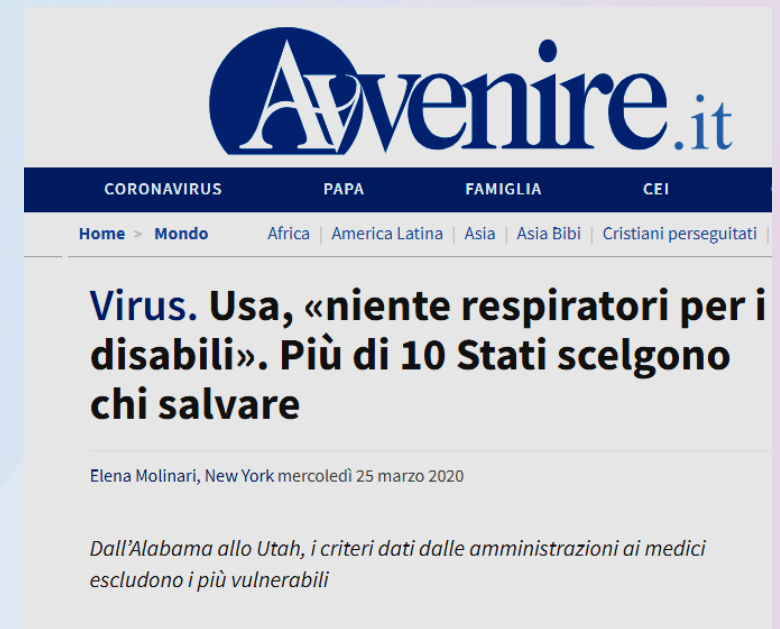 Avvenire.it
CORONAVIRUS PAPA FAMIGLIA CEI
Home > Mondo Africa | America Latina | Asia | Asia Bibi | Cristiani perseguitati |
Virus. Usa, «niente respiratori per i
disabili». Più di 10 Stati scelgono
chi salvare
Elena Molinari, New York mercoledì 25 marzo 2020
Dall’Alabama allo Utah, i criteri dati dalle amministrazioni ai medici
escludono i più vulnerabili